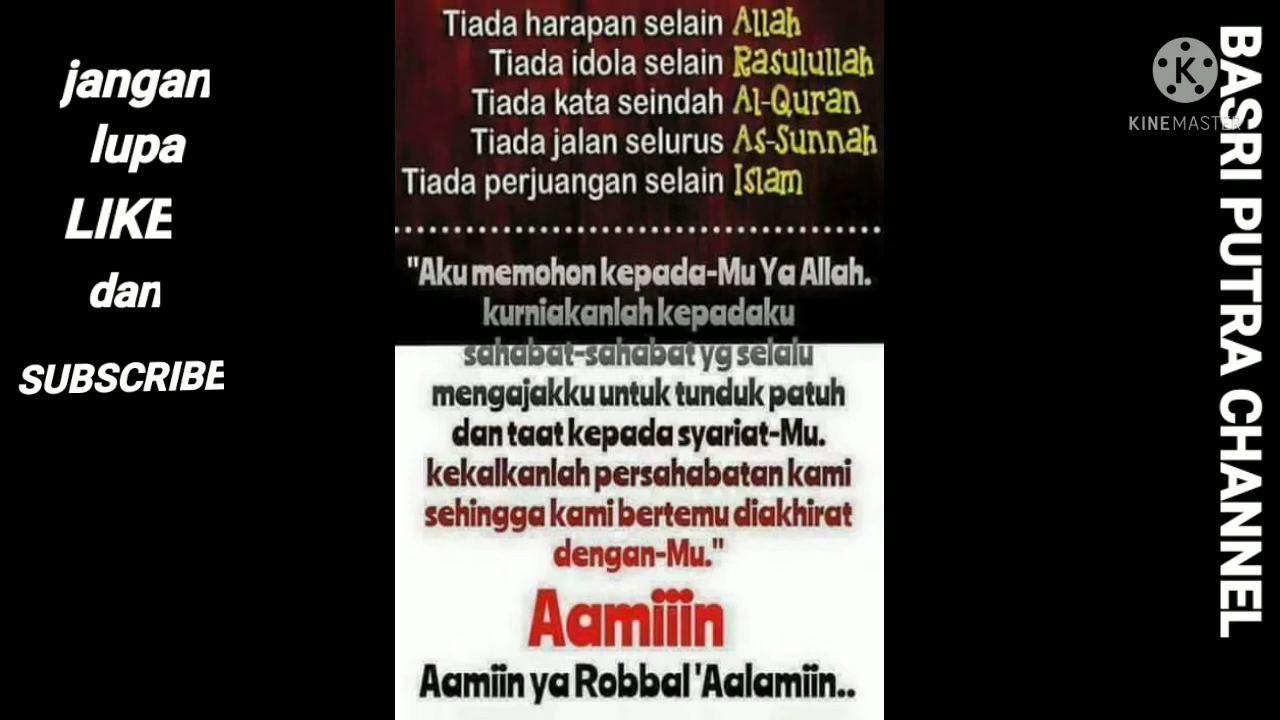 jangan
lupa
LIKE
dan
SUBSCRIBE
Tiada harapan selain Allah
Tiada idola selain Rasulullah
Tiada kata seindah Al-Quran
Tiada jalan selurus As-Sunnah
Tiada perjuangan selain Islam
"Aku memohon kepada-Mu Ya Allah.
kurniakanlah kepadaku
sahabat-sahabat yg selalu
mengajakku untuk tunduk patuh
dan taat kepada syariat-Mu.
kekalkanlah persahabatan kami
sehingga kami bertemu diakhirat
dengan-Mu."
Aamiiin
Aamiin ya Robbal 'Aalamiin..
K
KINEMASTER
BASRI PUTRA CHANNEL